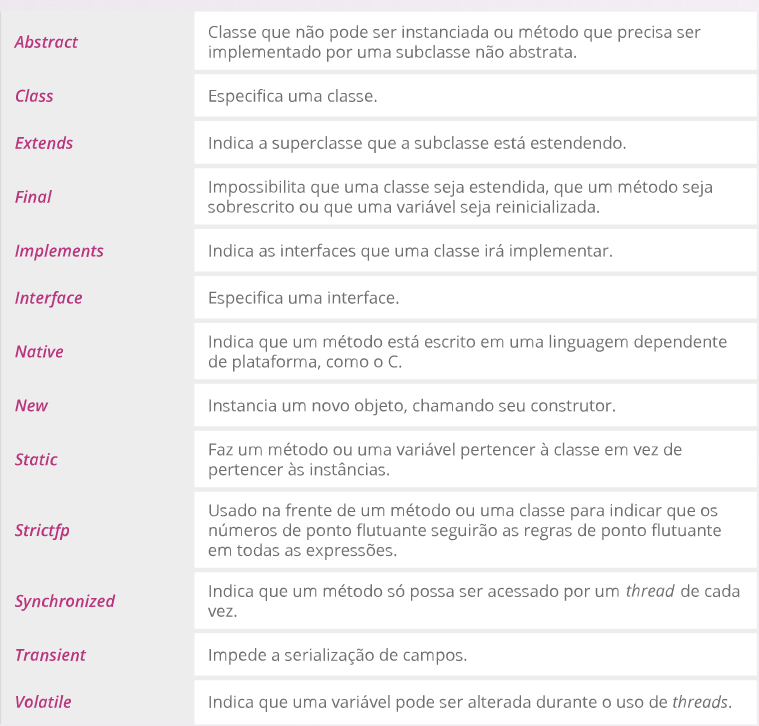 Abstract
Classe que não pode ser instanciada ou método que precisa ser
implementado por uma subclasse não abstrata.
Class
Especifica uma classe.
Extends
Indica a superclasse que a subclasse está estendendo.
Final
Impossibilita que uma classe seja estendida, que um método seja
sobrescrito ou que uma variável seja reinicializada.
Implements
Indica as interfaces que uma classe irá implementar.
Interface
Especifica uma interface.
Native
Indica que um método está escrito em uma linguagem dependente
de plataforma, como o C.
New
Instancia um novo objeto, chamando seu construtor.
Static
Faz um método ou uma variável pertencer à classe em vez de
pertencer às instâncias.
Strictfp
Usado na frente de um método ou uma classe para indicar que os
números de ponto flutuante seguirão as regras de ponto flutuante
em todas as expressões.
Synchronized
Indica que um método só possa ser acessado por um thread de cada
vez.
Transient
Impede a serialização de campos.
Volatile
Indica que uma variável pode ser alterada durante o uso de threads.